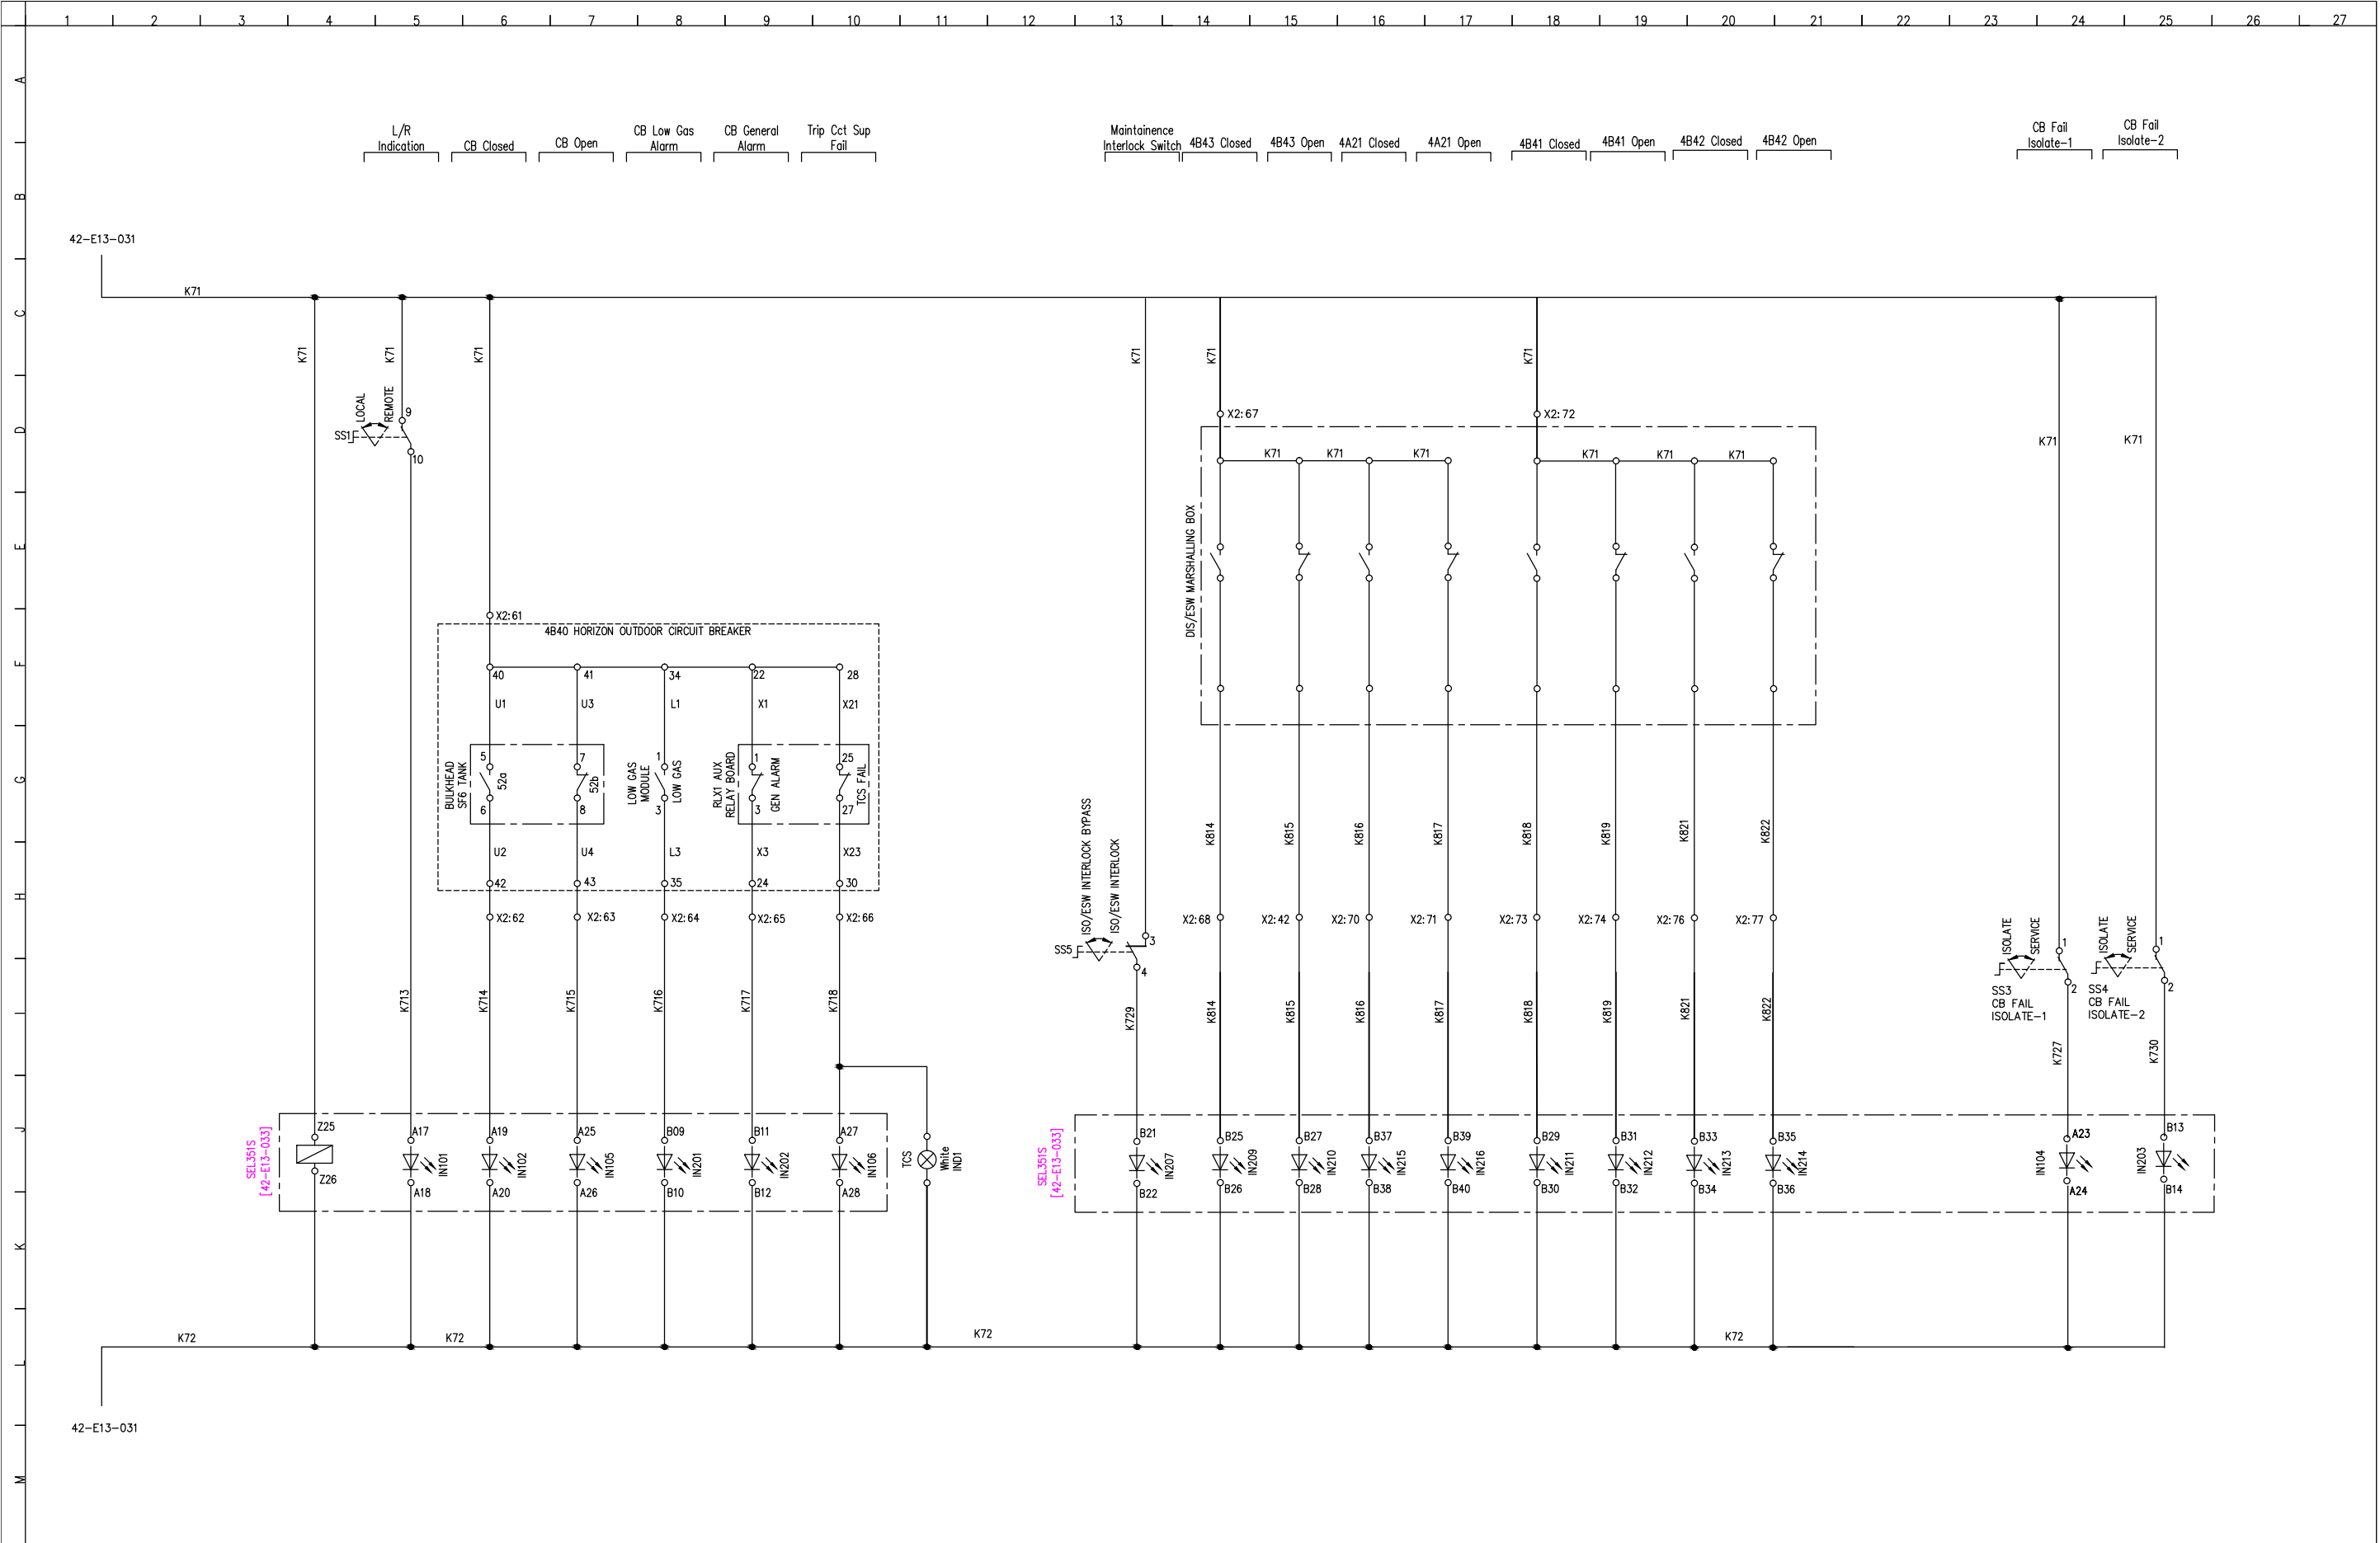 1 2 3 4 5 6 7 8 9 10 11 12 13 14 15 16 17 18 19 20 21 22 23 24 25 26 27
A
L/R
Indication
CB Closed
CB Open
CB Low Gas
Alarm
CB General
Alarm
Trip Cct Sup
Fail
Maintainence
Interlock Switch
4B43 Closed
4B43 Open
4A21 Closed
4A21 Open
4B41 Closed
4B41 Open
4B42 Closed
4B42 Open
CB Fail
Isolate-1
CB Fail
Isolate-2
B
42-E13-031
K71
C
K71 K71 K71 K71 K71 K71
D
LOCAL
REMOTE
SS1
9
10
X2:67
X2:72
K71 K71
K71 K71 K71 K71 K71 K71
E
DIS/ESW MARSHALLING BOX
X2:61
4B40 HORIZON OUTDOOR CIRCUIT BREAKER
F
40 41 34 22 28
U1 U3 L1 X1 X21
G
BULKHEAD
SF6 TANK
5
52a
6
7
52b
8
LOW GAS
MODULE
1
LOW GAS
3
RLX1 AUX
RELAY BOARD
1
GEN ALARM
3
25
TCS FAIL
27
U2 U4 L3 X3 X23
K814 K815 K816 K817 K818 K819 K821 K822
H
42 43 35 24 30
X2:62 X2:63 X2:64 X2:65 X2:66
ISO/ESW INTERLOCK BYPASS
ISO/ESW INTERLOCK
SS5
3
4
X2:68 X2:42 X2:70 X2:71 X2:73 X2:74 X2:76 X2:77
ISOLATE
SERVICE
1
2
SS3
CB FAIL
ISOLATE-1
ISOLATE
SERVICE
1
2
SS4
CB FAIL
ISOLATE-2
I
K713 K714 K715 K716 K717 K718
K729 K814 K815 K816 K817 K818 K819 K821 K822
K727 K730
J
SEL351S
[42-E13-033]
Z25 A17 A19 A25 B09 B11 A27
IN101 IN102 IN105 IN201 IN202 IN106
Z26 A18 A20 A26 B10 B12 A28
TCS
White
IND1
SEL351S
[42-E13-033]
B21 B25 B27 B37 B39 B29 B31 B33 B35 A23 B13
IN207 IN209 IN210 IN215 IN216 IN211 IN212 IN213 IN214 IN104 IN203
B22 B26 B28 B38 B40 B30 B32 B34 B36 A24 B14
K
K72 K72 K72 K72
L
42-E13-031
M